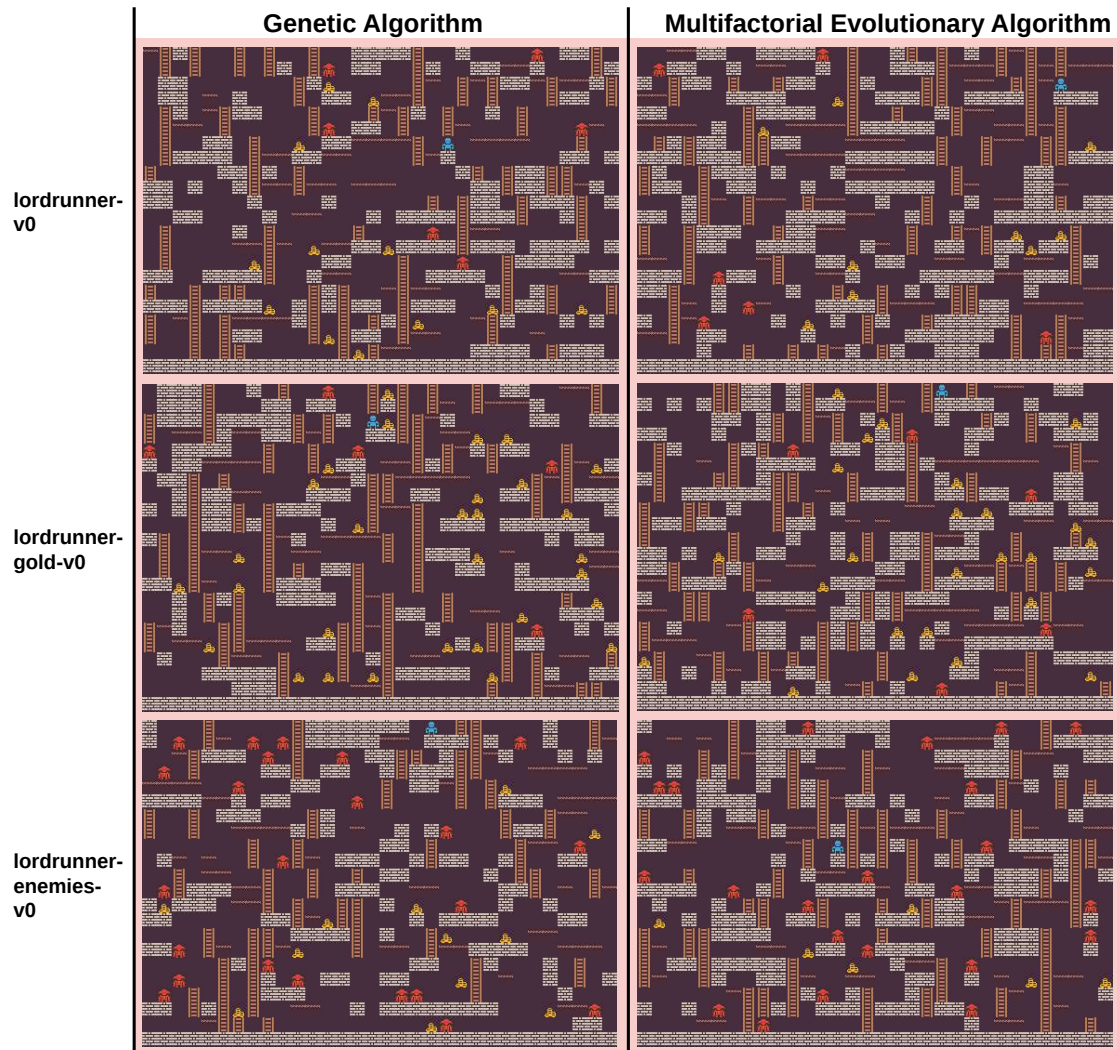 Genetic Algorithm
Multifactorial Evolutionary Algorithm
lordrunner-
v0
lordrunner-
gold-v0
lordrunner-
enemies-
v0